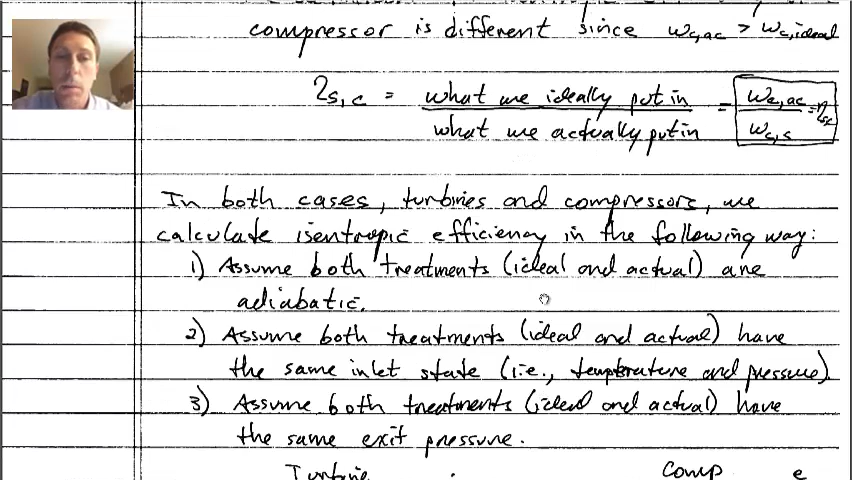 compressor is different since w_c,ac > w_c,ideal
η_s,c = what we ideally put in / what we actually put in = w_c,ac / w_c,s = η_sc
In both cases, turbines and compressors, we
calculate isentropic efficiency in the following way:
1) Assume both treatments (ideal and actual) are
adiabatic.
2) Assume both treatments (ideal and actual) have
the same inlet state (i.e., temperature and pressure)
3) Assume both treatments (ideal and actual) have
the same exit pressure.
Turbine Comp e